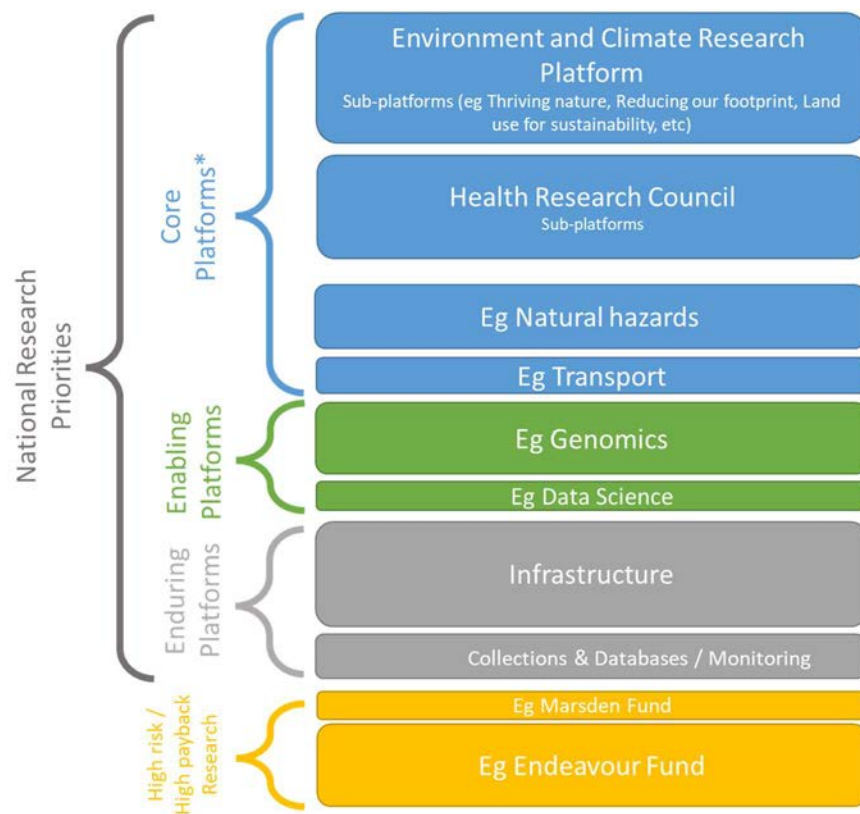 National Research
Priorities
Core
Platforms*
Environment and Climate Research
Platform
Sub-platforms (eg Thriving nature, Reducing our footprint, Land
use for sustainability, etc)
Health Research Council
Sub-platforms
Eg Natural hazards
Eg Transport
Enabling
Platforms
Eg Genomics
Eg Data Science
Enduring
Platforms
Infrastructure
Collections & Databases / Monitoring
High risk /
High payback
Research
Eg Marsden Fund
Eg Endeavour Fund